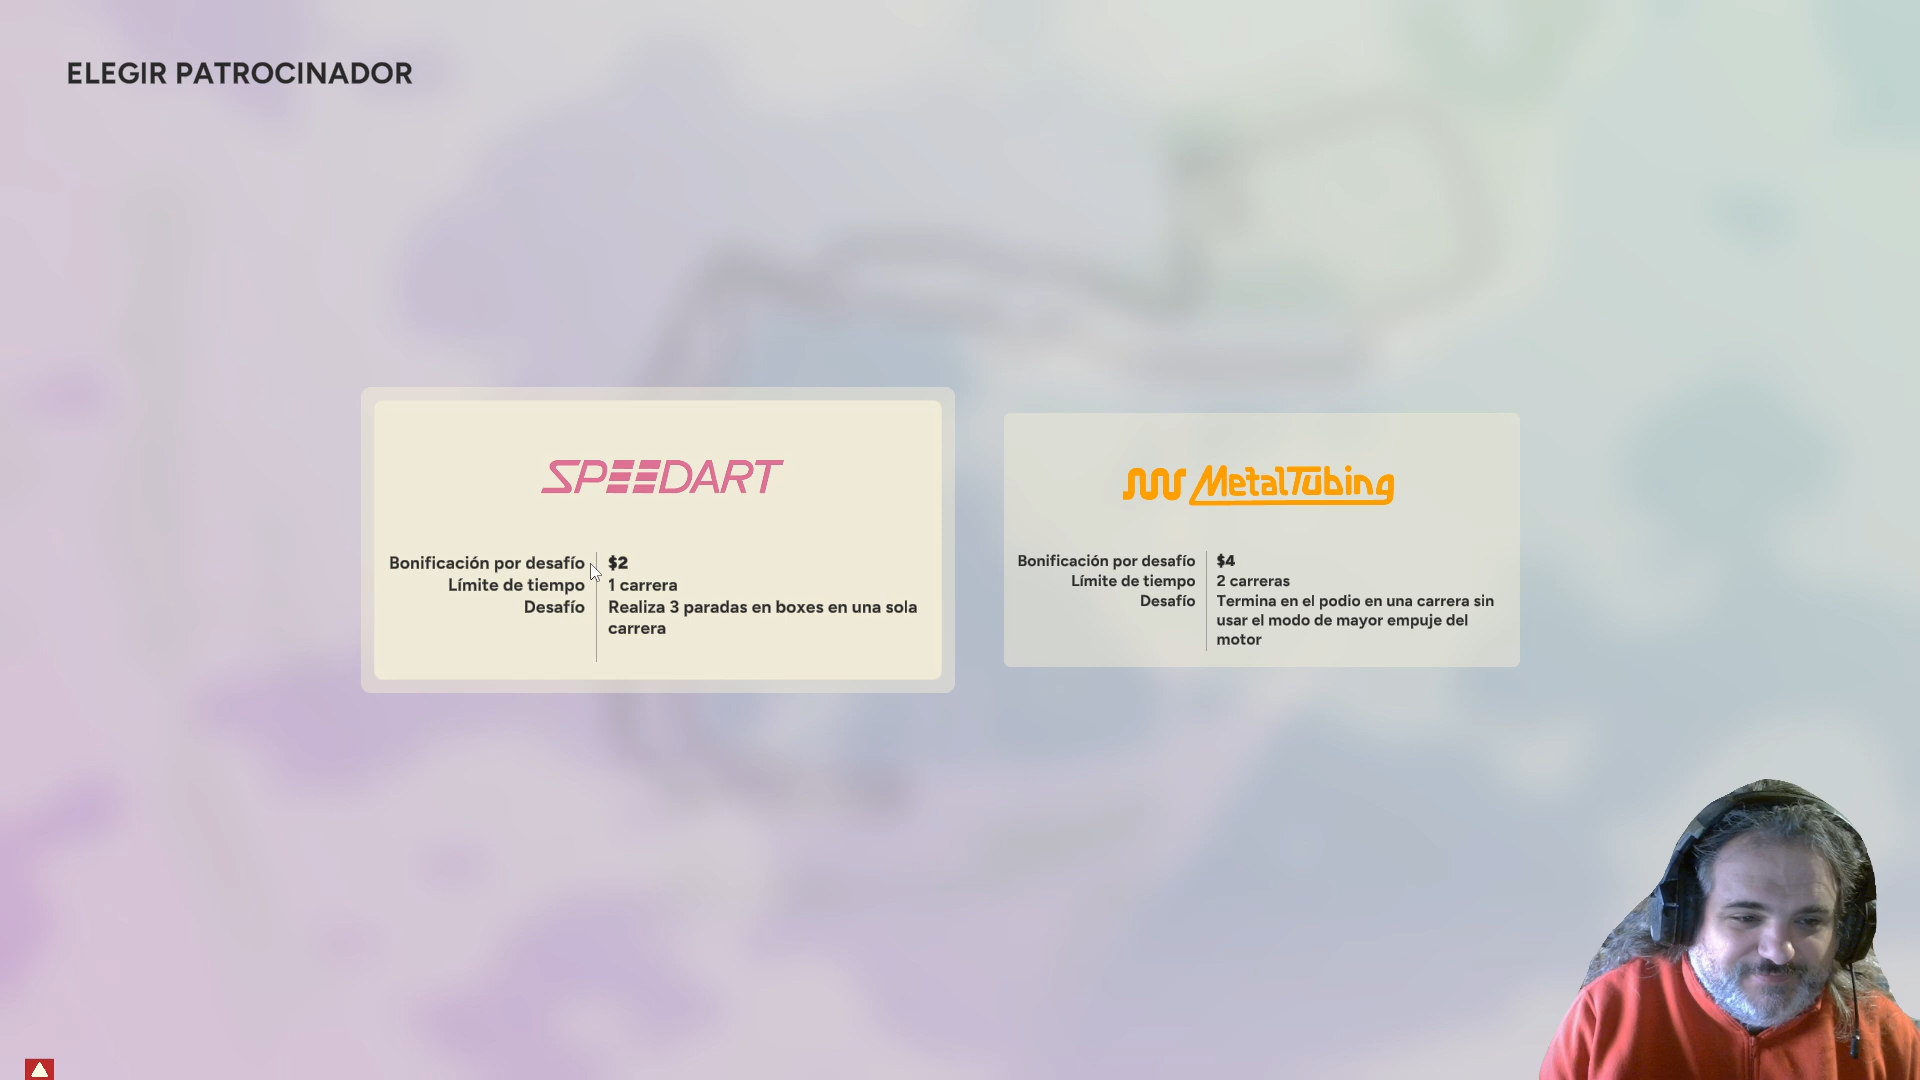 ELEGIR PATROCINADOR
SPEEDART
Bonificación por desafío $2
Límite de tiempo 1 carrera
Desafío Realiza 3 paradas en boxes en una sola
carrera
MetalTubing
Bonificación por desafío $4
Límite de tiempo 2 carreras
Desafío Termina en el podio en una carrera sin
usar el modo de mayor empuje del
motor